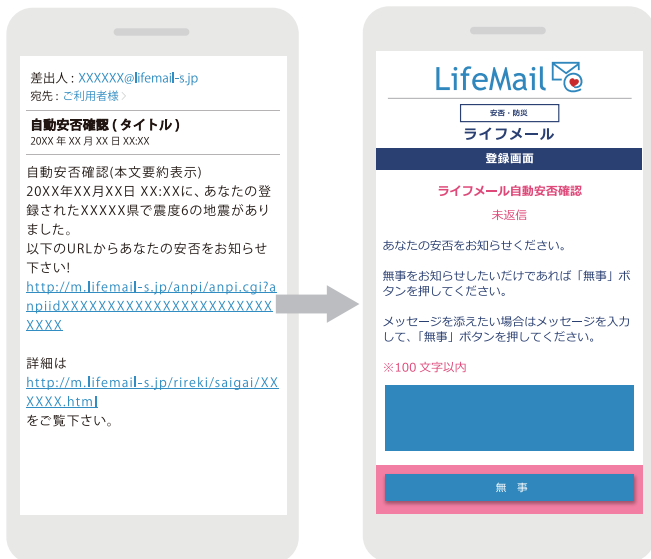 差出人 : XXXXXX@lifemail-s.jp
宛先 : ご利用者様
自動安否確認 ( タイトル )
20XX 年 XX 月 XX 日 XX:XX
自動安否確認(本文要約表示)
20XX年XX月XX日 XX:XXに、あなたの登
録されたXXXXX県で震度6の地震があり
ました。
以下のURLからあなたの安否をお知らせ
下さい!
http://m.lifemail-s.jp/anpi/anpi.cgi?a
npiidXXXXXXXXXXXXXXXXXXXXXXX
XXXX
詳細は
http://m.lifemail-s.jp/rireki/saigai/XX
XXXX.html
をご覧下さい。
LifeMail
安否・防災
ライフメール
登録画面
ライフメール自動安否確認
未返信
あなたの安否をお知らせください。
無事をお知らせしたいだけであれば「無事」ボ
タンを押してください。
メッセージを添えたい場合はメッセージを入力
して、「無事」ボタンを押してください。
※100 文字以内
無 事